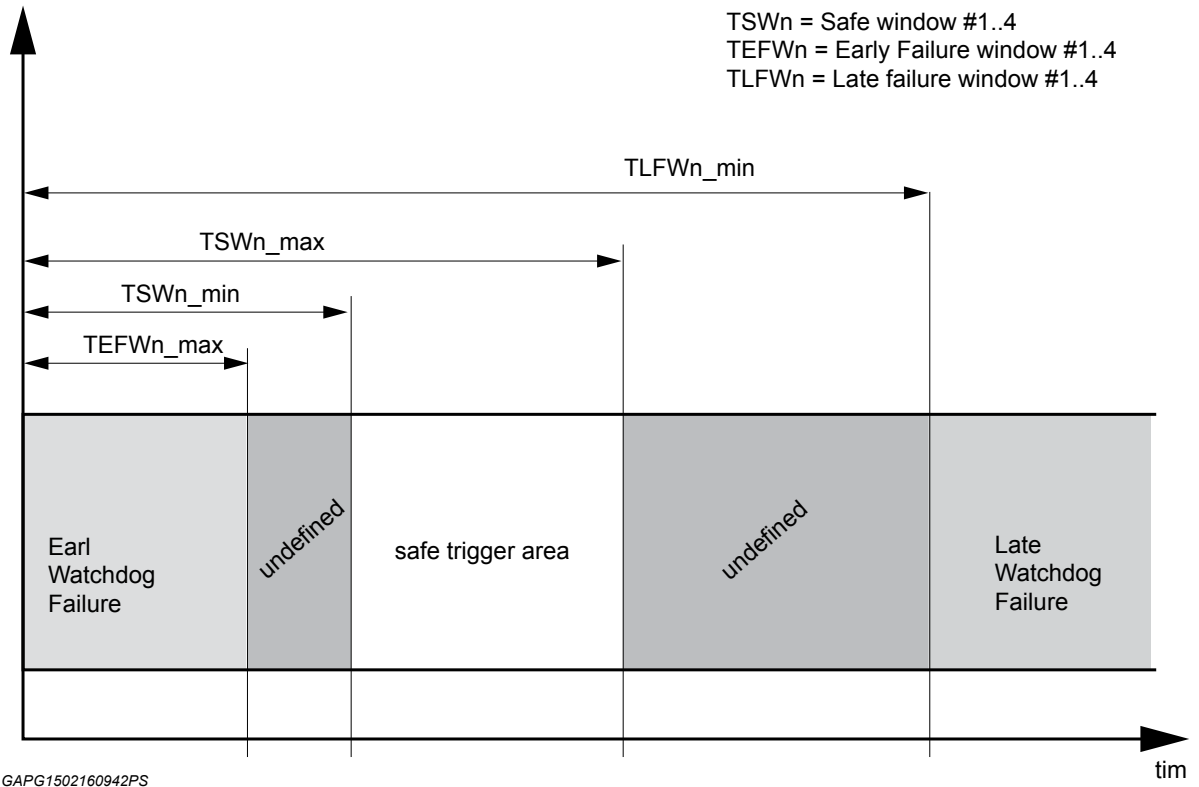 TSWn = Safe window #1..4
TEFWn = Early Failure window #1..4
TLFWn = Late failure window #1..4
TLFWn_min
TSWn_max
TSWn_min
TEFWn_max
Earl
Watchdog
Failure
undefined
safe trigger area
undefined
Late
Watchdog
Failure
tim
GAPG1502160942PS